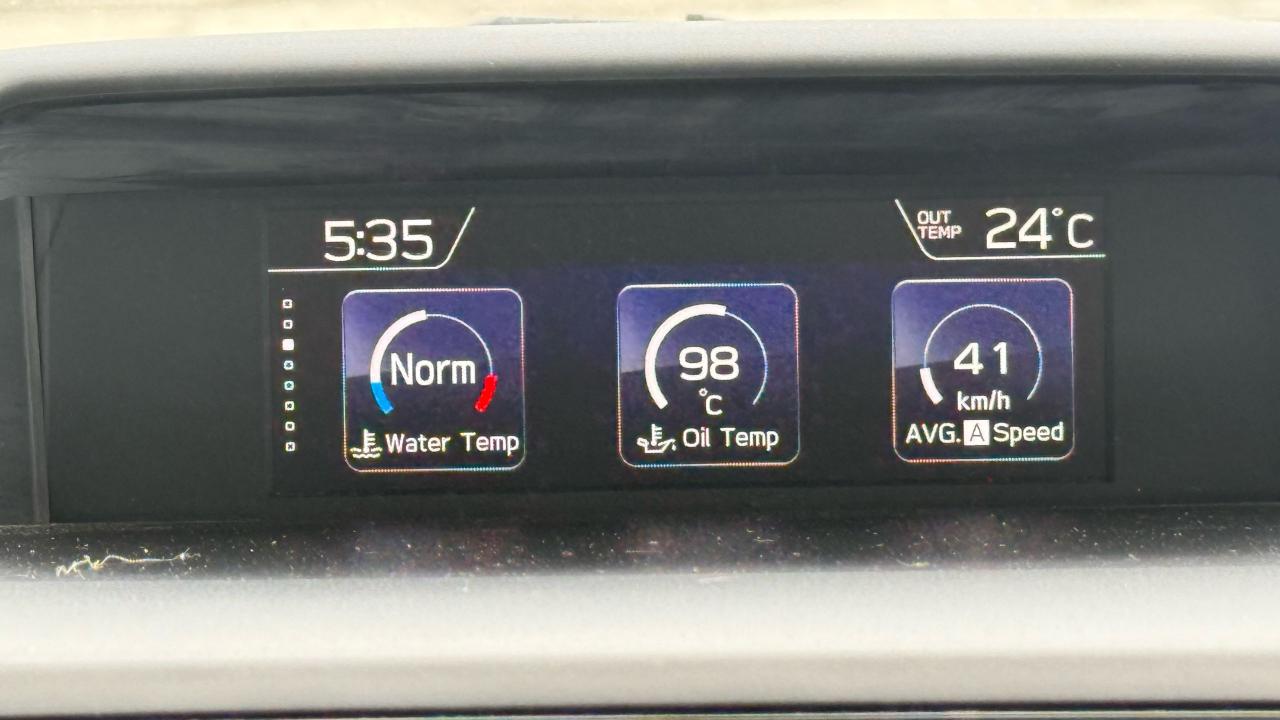 5:35
OUT TEMP 24°C
Norm
Water Temp
98
°C
Oil Temp
41
km/h
AVG. A Speed